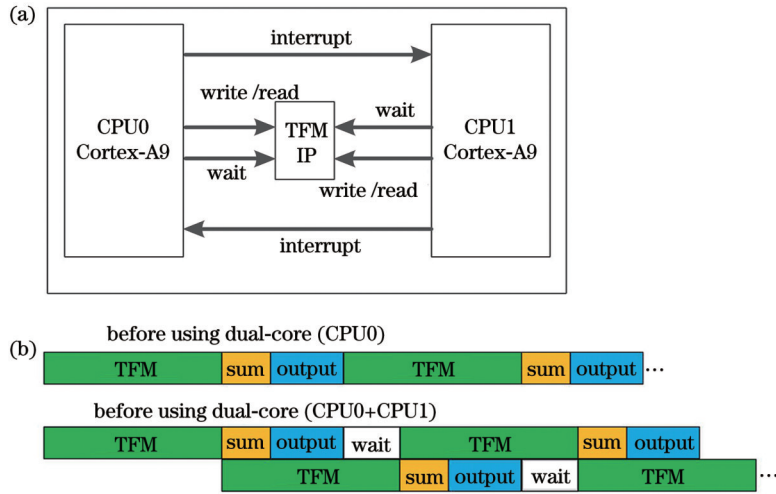 (a)
interrupt
write /read
CPU0
Cortex-A9
TFM
IP
wait
CPU1
Cortex-A9
wait
write /read
interrupt
(b)
before using dual-core (CPU0)
TFM sum output TFM sum output ...
before using dual-core (CPU0+CPU1)
TFM sum output wait TFM sum output
TFM sum output wait TFM ...